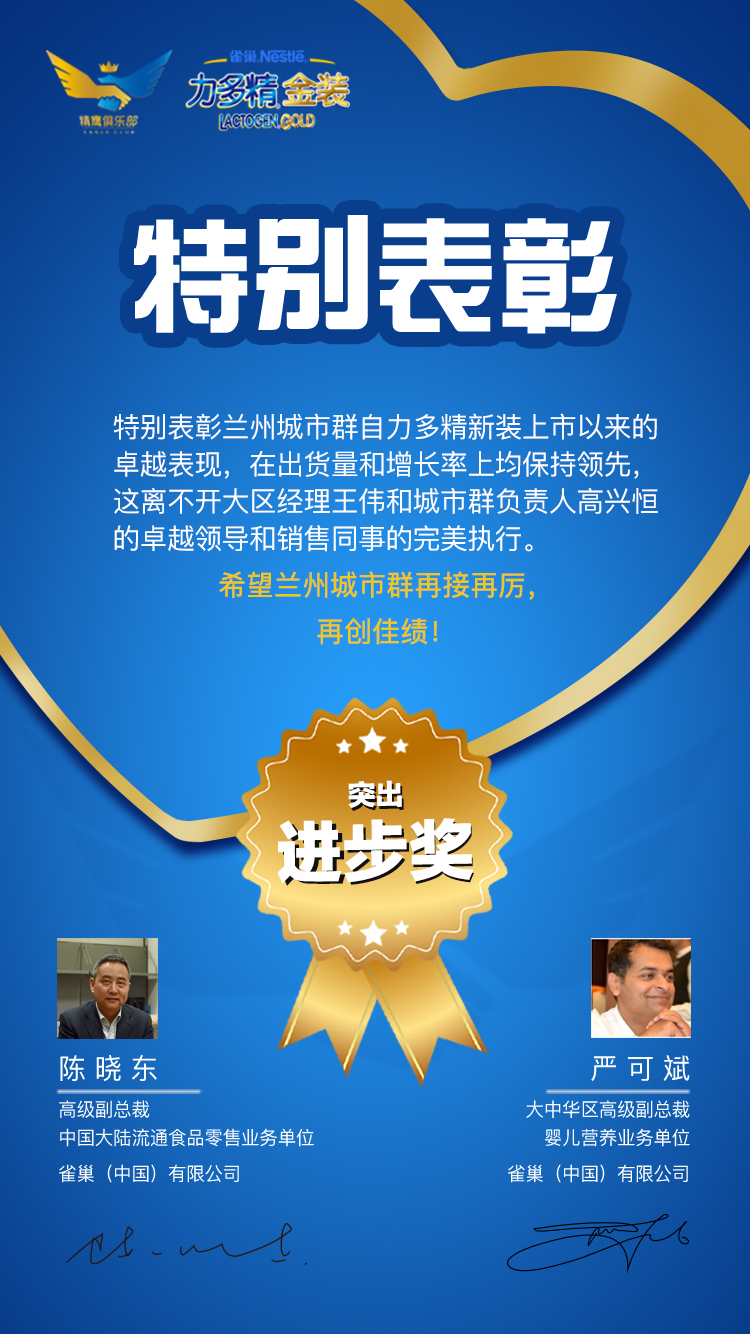 雀巢.Nestlé.
力多精 金装
LACTOGEN.GOLD
精鹰俱乐部
EAGLE CLUB
特别表彰
特别表彰兰州城市群自力多精新装上市以来的
卓越表现，在出货量和增长率上均保持领先，
这离不开大区经理王伟和城市群负责人高兴恒
的卓越领导和销售同事的完美执行。
希望兰州城市群再接再厉，
再创佳绩！
突出
进步奖
陈晓东
高级副总裁
中国大陆流通食品零售业务单位
雀巢（中国）有限公司
严可斌
大中华区高级副总裁
婴儿营养业务单位
雀巢（中国）有限公司